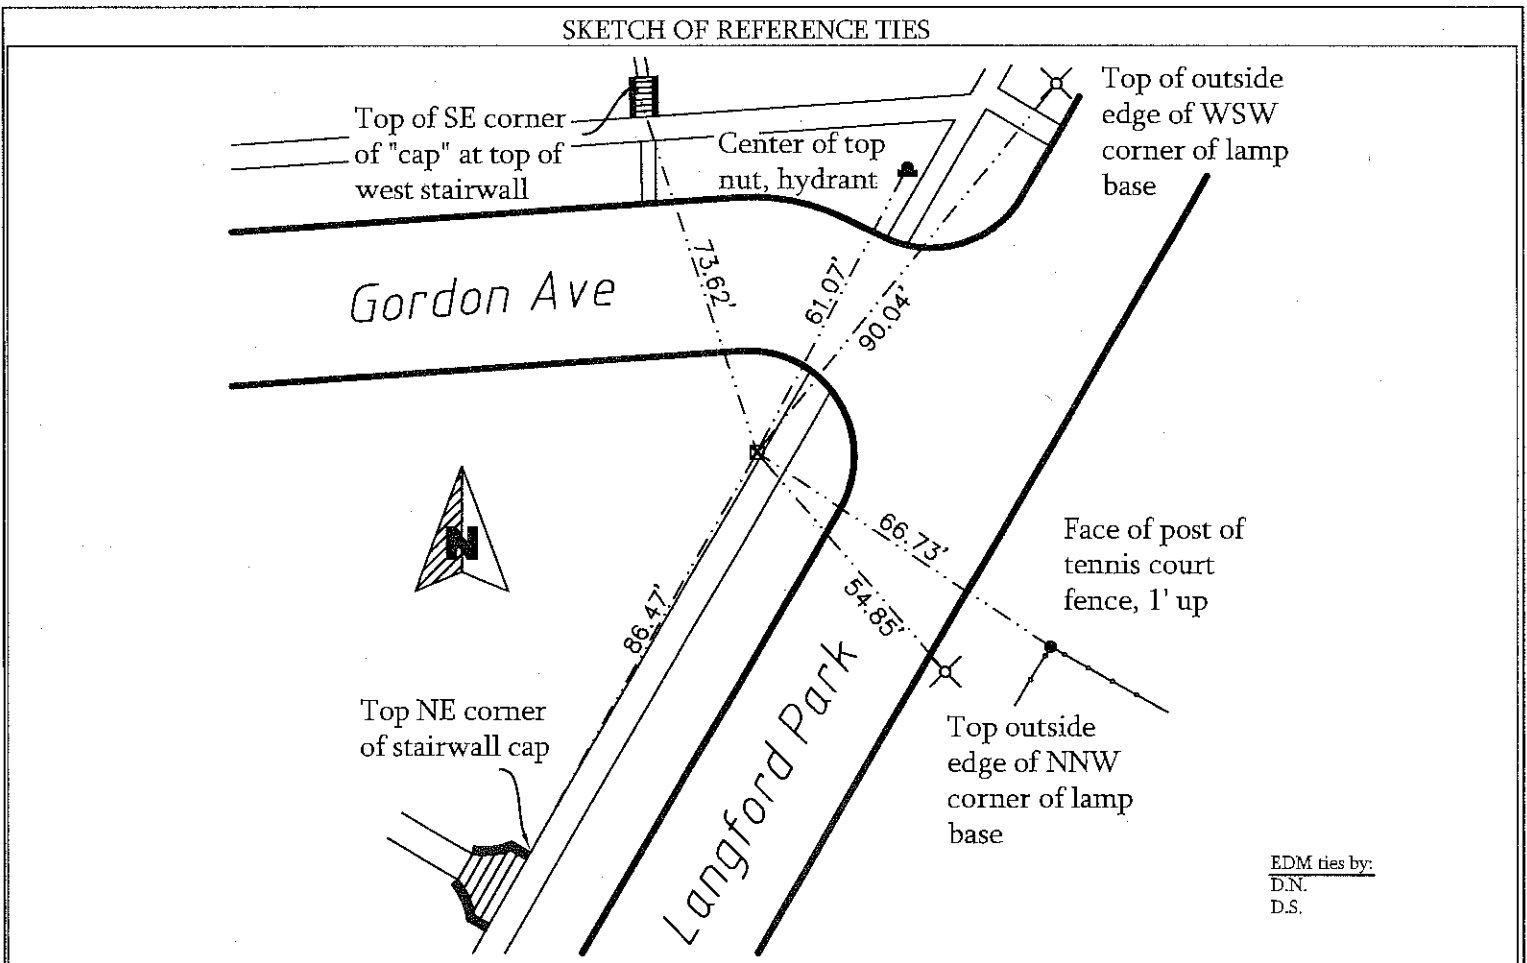 SKETCH OF REFERENCE TIES
Top of SE corner
of "cap" at top of
west stairwall
Center of top
nut, hydrant
Top of outside
edge of WSW
corner of lamp
base
73.62'
61.07'
90.04'
Gordon Ave
N
66.73'
54.85'
86.47'
Face of post of
tennis court
fence, 1' up
Top NE corner
of stairwall cap
Langford Park
Top outside
edge of NNW
corner of lamp
base
EDM ties by:
D.N.
D.S.